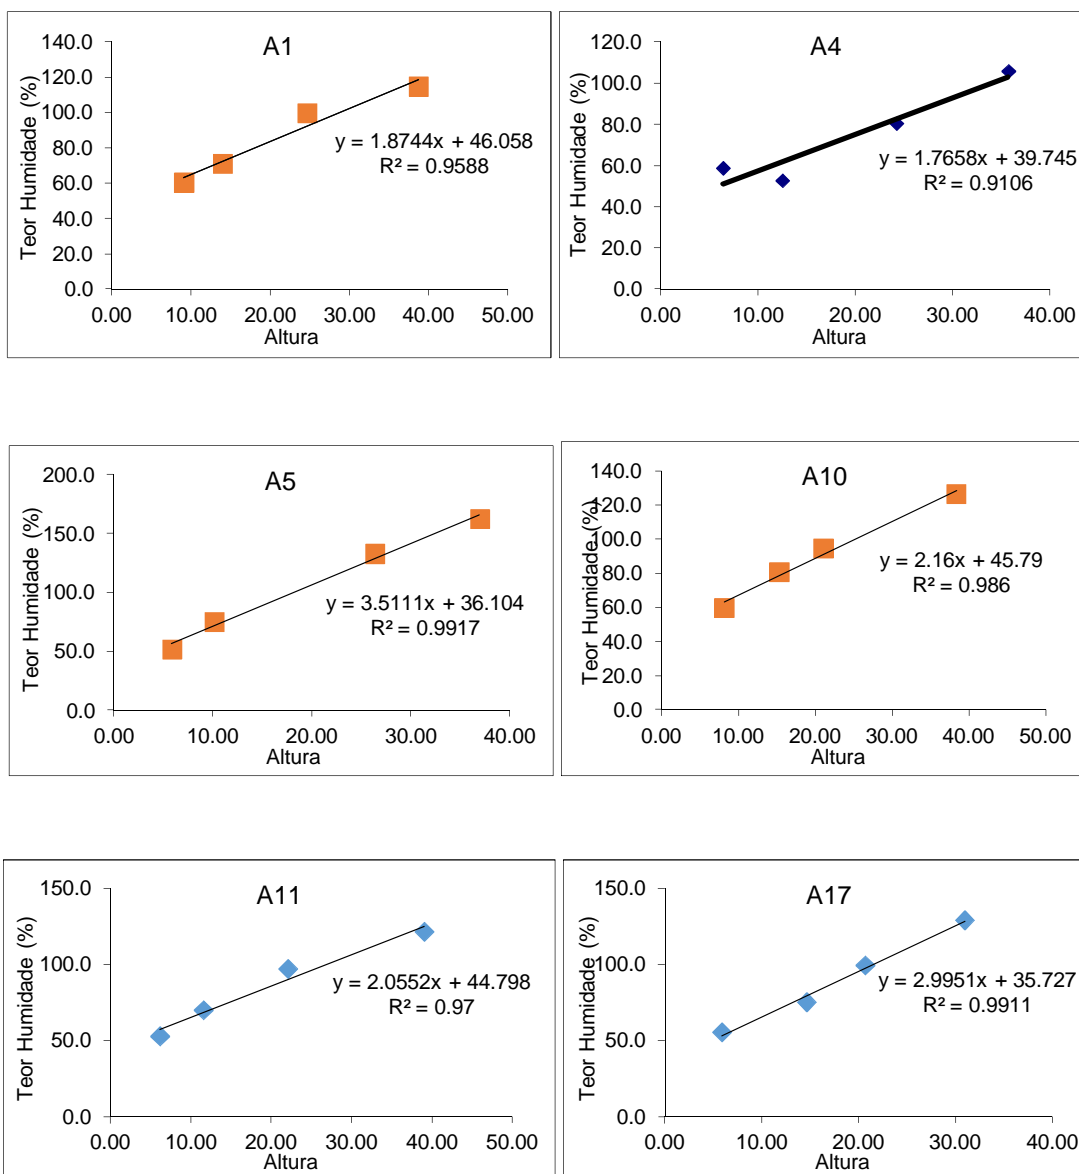 A1
Teor Humidade (%)
140.0
120.0
100.0
80.0
60.0
40.0
20.0
0.0
y = 1.8744x + 46.058
R² = 0.9588
0.00 10.00 20.00 30.00 40.00 50.00
Altura
A4
Teor Humidade (%)
120.0
100.0
80.0
60.0
40.0
20.0
0.0
y = 1.7658x + 39.745
R² = 0.9106
0.00 10.00 20.00 30.00 40.00
Altura
A5
Teor Humidade (%)
200.0
150.0
100.0
50.0
0.0
y = 3.5111x + 36.104
R² = 0.9917
0.00 10.00 20.00 30.00 40.00
Altura
A10
Teor Humidade (%)
140.0
120.0
100.0
80.0
60.0
40.0
20.0
0.0
y = 2.16x + 45.79
R² = 0.986
0.00 10.00 20.00 30.00 40.00 50.00
Altura
A11
Teor Humidade (%)
150.0
100.0
50.0
0.0
y = 2.0552x + 44.798
R² = 0.97
0.00 10.00 20.00 30.00 40.00 50.00
Altura
A17
Teor Humidade (%)
150.0
100.0
50.0
0.0
y = 2.9951x + 35.727
R² = 0.9911
0.00 10.00 20.00 30.00 40.00
Altura